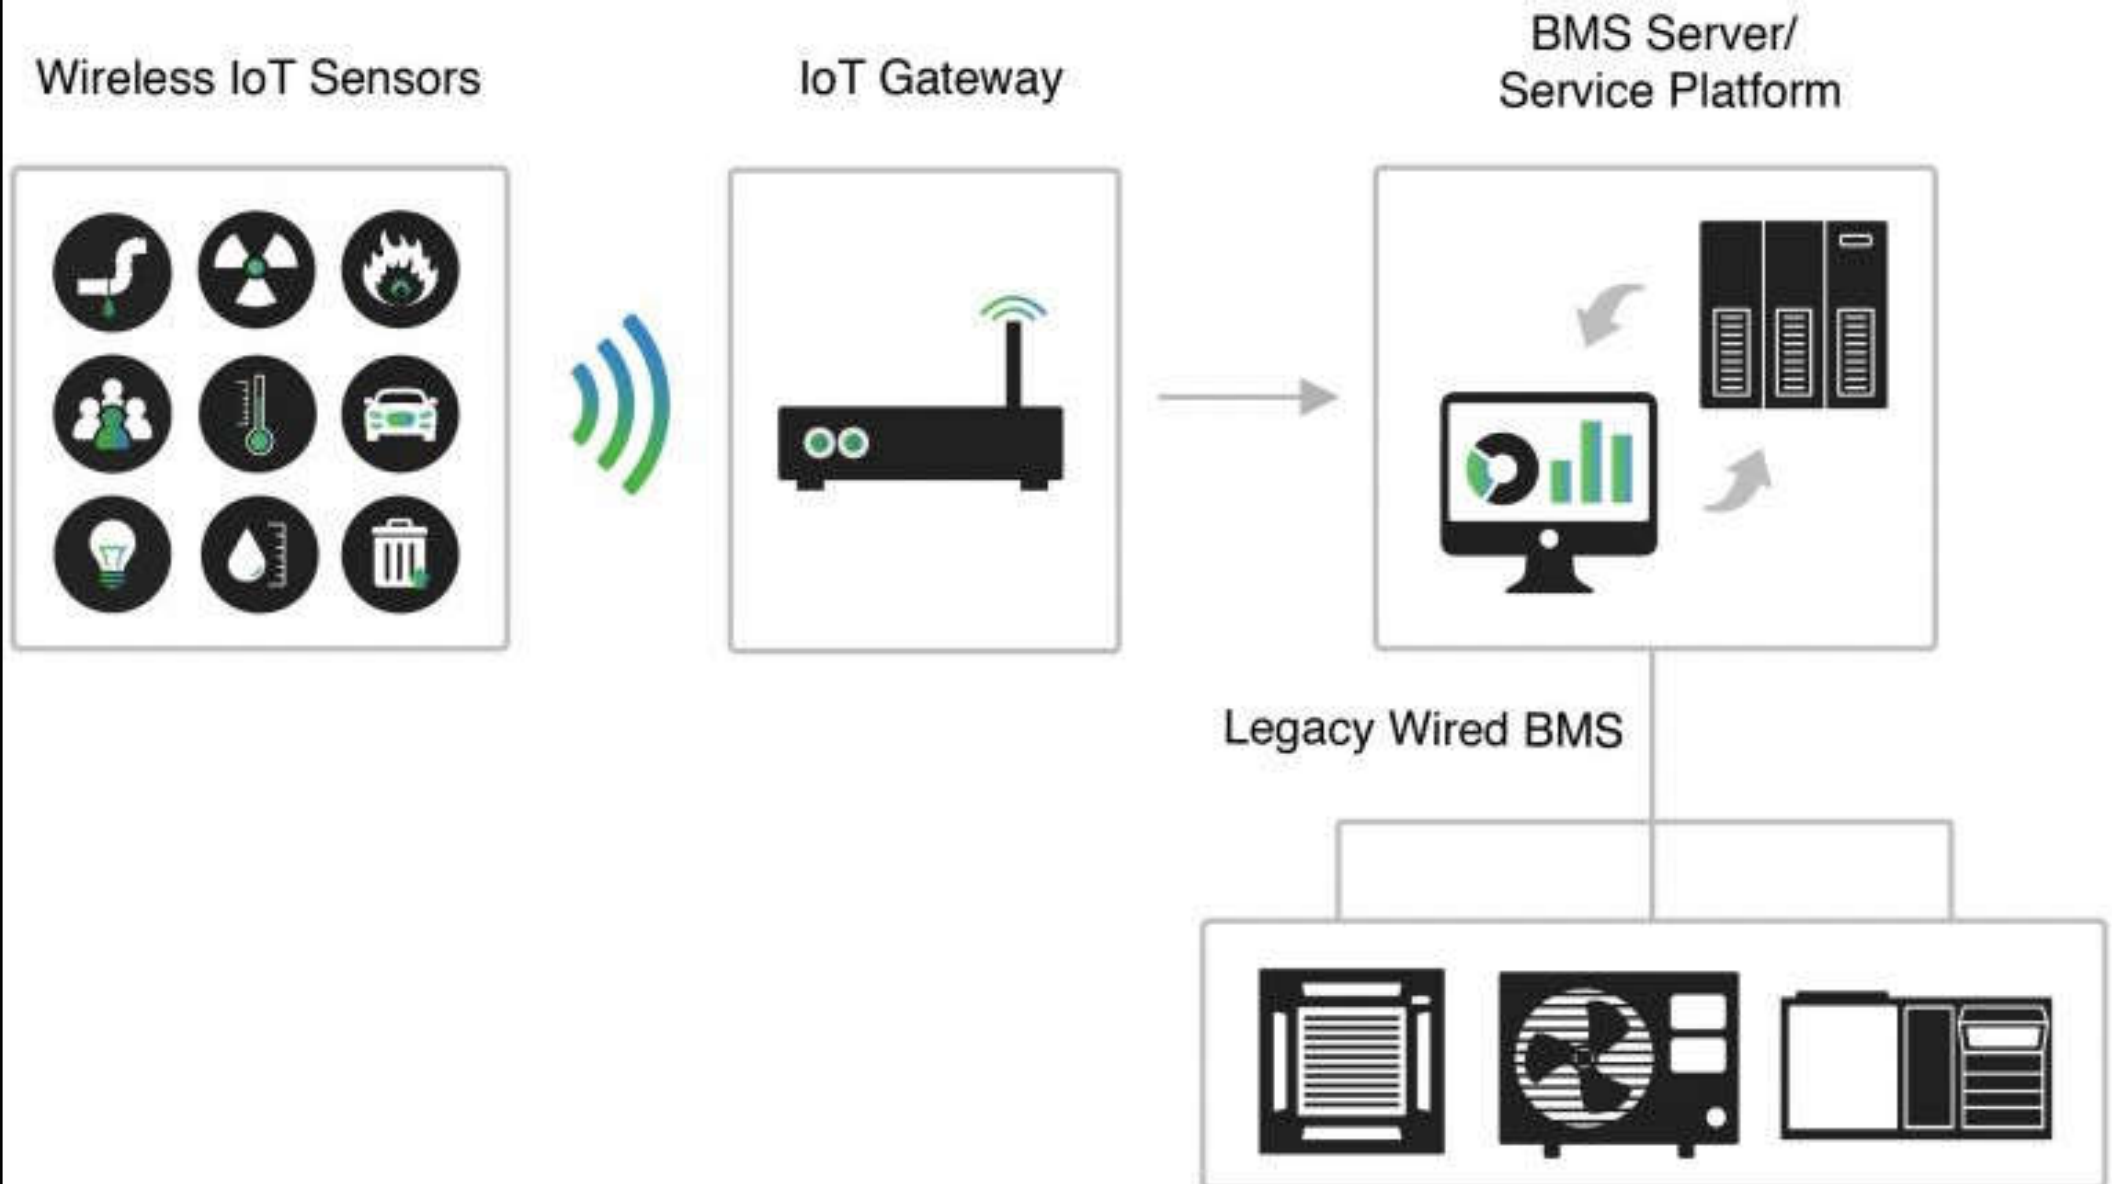 Wireless IoT Sensors
IoT Gateway
BMS Server/
Service Platform
Legacy Wired BMS